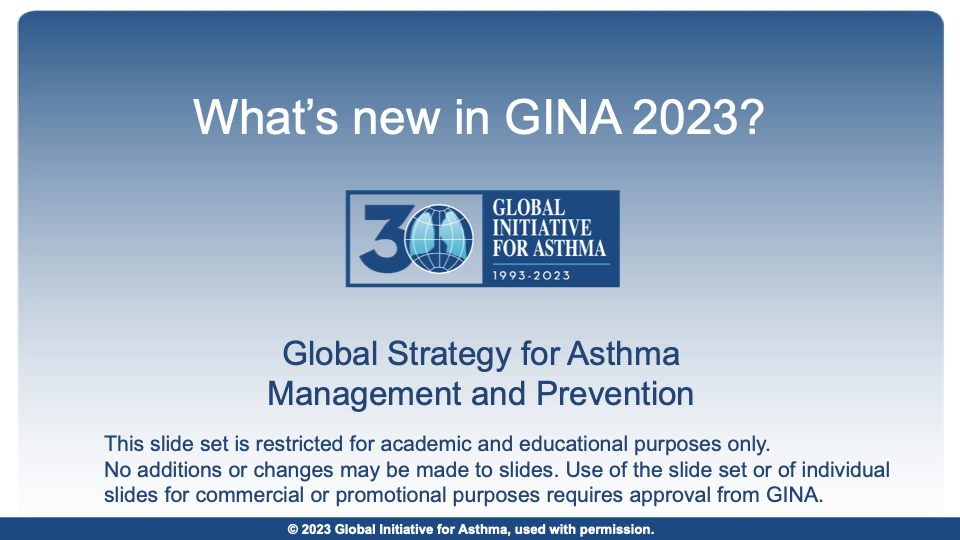 What’s new in GINA 2023?
30
GLOBAL
INITIATIVE
FOR ASTHMA
1993-2023
Global Strategy for Asthma
Management and Prevention
This slide set is restricted for academic and educational purposes only.
No additions or changes may be made to slides. Use of the slide set or of individual
slides for commercial or promotional purposes requires approval from GINA.
© 2023 Global Initiative for Asthma, used with permission.